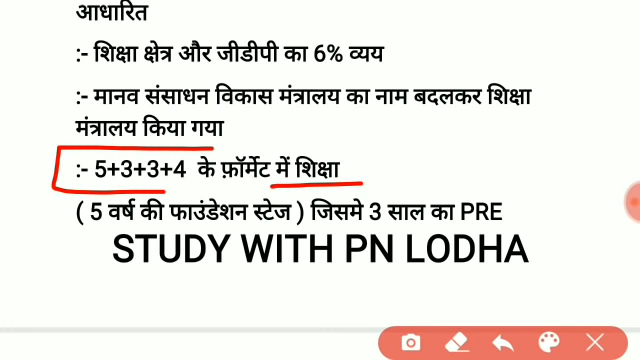 आधारित
:- शिक्षा क्षेत्र और जीडीपी का 6% व्यय
:- मानव संसाधन विकास मंत्रालय का नाम बदलकर शिक्षा
मंत्रालय किया गया
:- 5+3+3+4 के फ़ॉर्मेट में शिक्षा
( 5 वर्ष की फाउंडेशन स्टेज ) जिसमे 3 साल का PRE
STUDY WITH PN LODHA